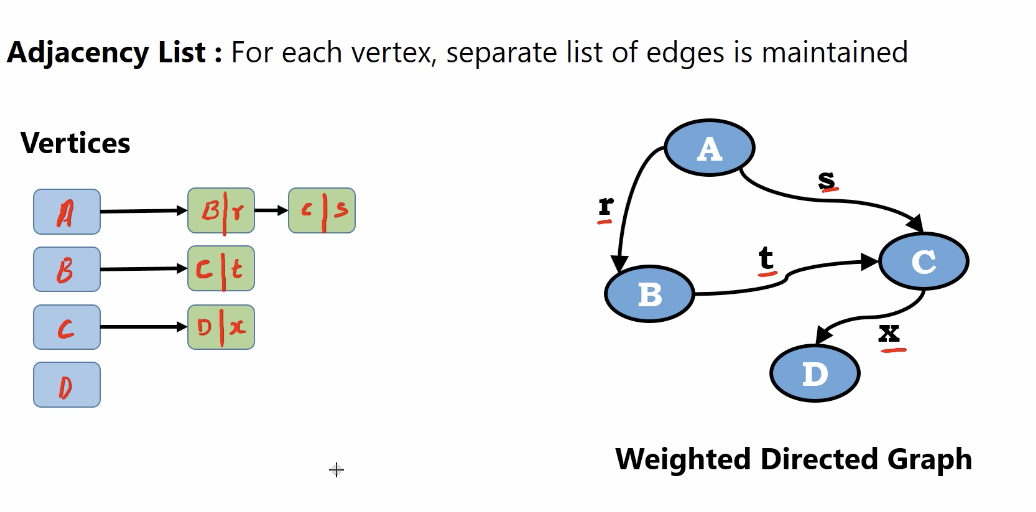 Adjacency List : For each vertex, separate list of edges is maintained
Vertices
A B|r c|s
B C|t
C D|x
D
A
s
r
t
C
B
x
D
Weighted Directed Graph